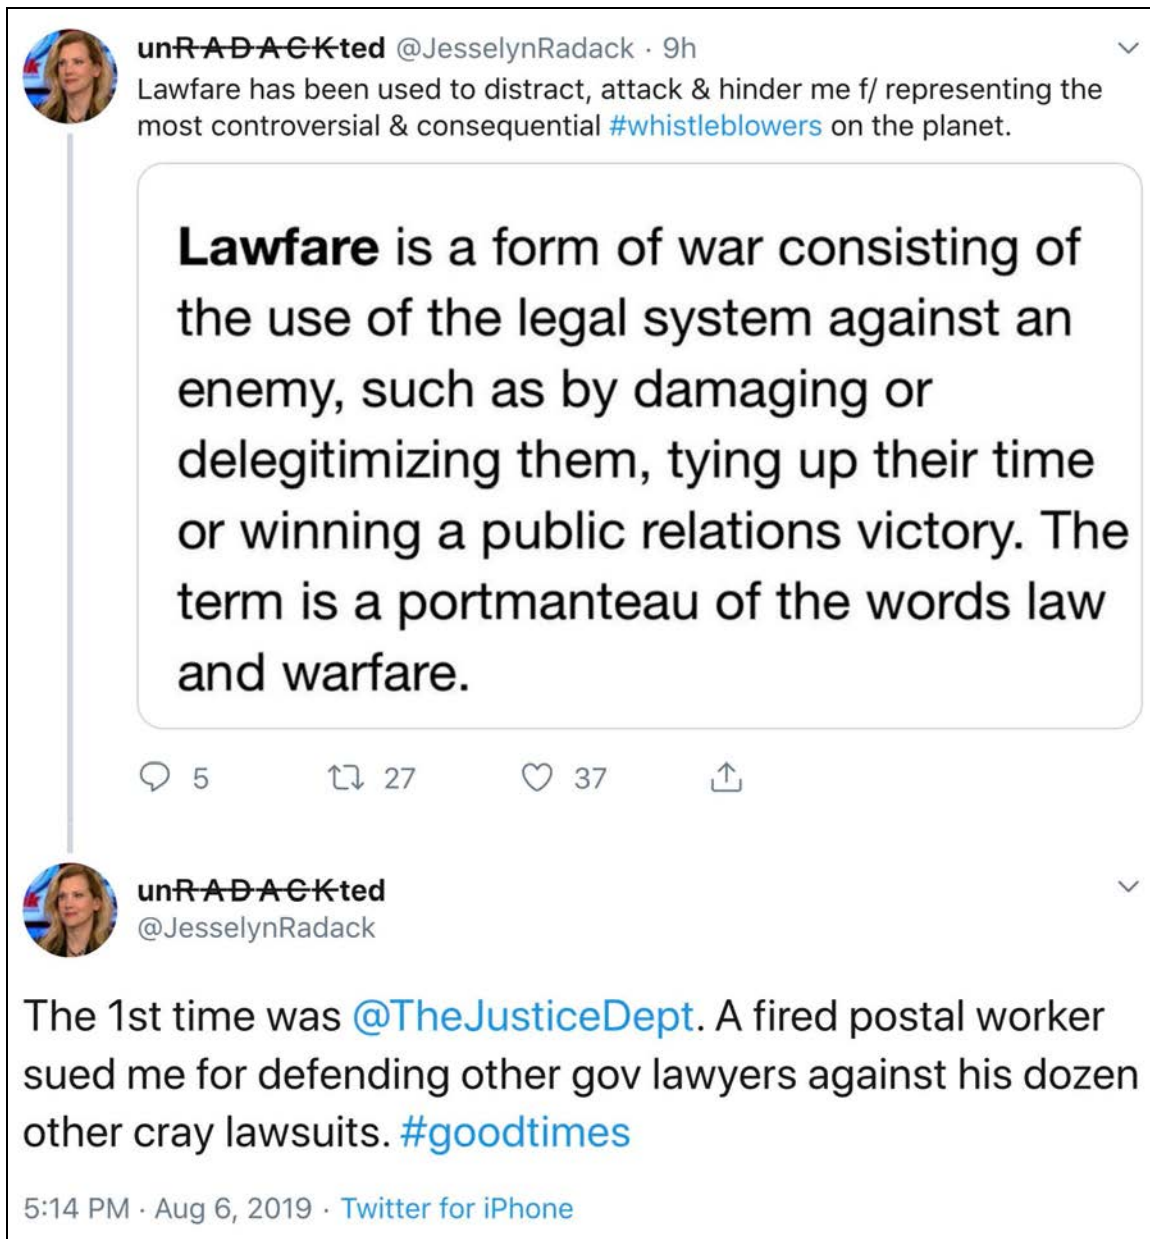 unRADACKted @JesselynRadack · 9h
Lawfare has been used to distract, attack & hinder me f/ representing the
most controversial & consequential #whistleblowers on the planet.
Lawfare is a form of war consisting of
the use of the legal system against an
enemy, such as by damaging or
delegitimizing them, tying up their time
or winning a public relations victory. The
term is a portmanteau of the words law
and warfare.
5 27 37
unRADACKted
@JesselynRadack
The 1st time was @TheJusticeDept. A fired postal worker
sued me for defending other gov lawyers against his dozen
other cray lawsuits. #goodtimes
5:14 PM · Aug 6, 2019 · Twitter for iPhone